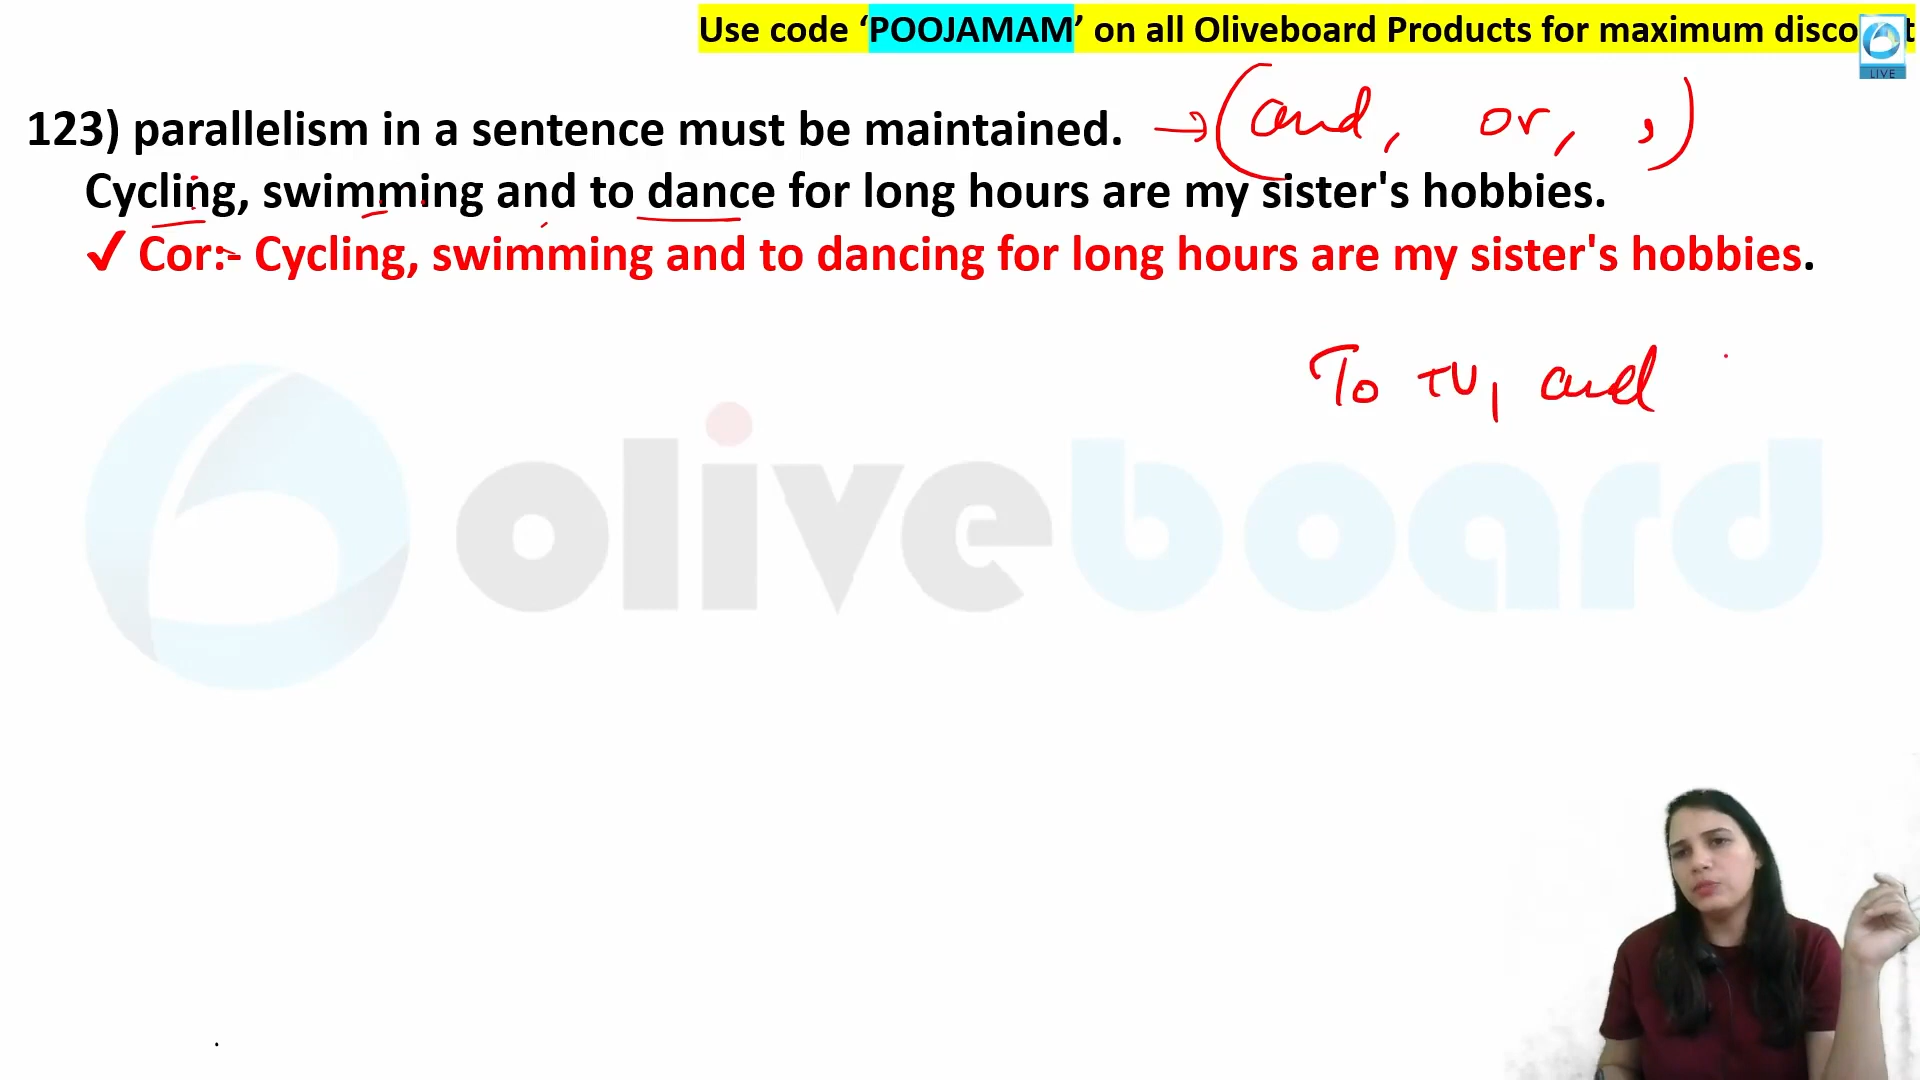 Use code ‘POOJAMAM’ on all Oliveboard Products for maximum disco t
LIVE
123) parallelism in a sentence must be maintained. → (and, or, ,)
Cycling, swimming and to dance for long hours are my sister's hobbies.
✓ Cor:- Cycling, swimming and to dancing for long hours are my sister's hobbies.
To +V, and
oliveboard